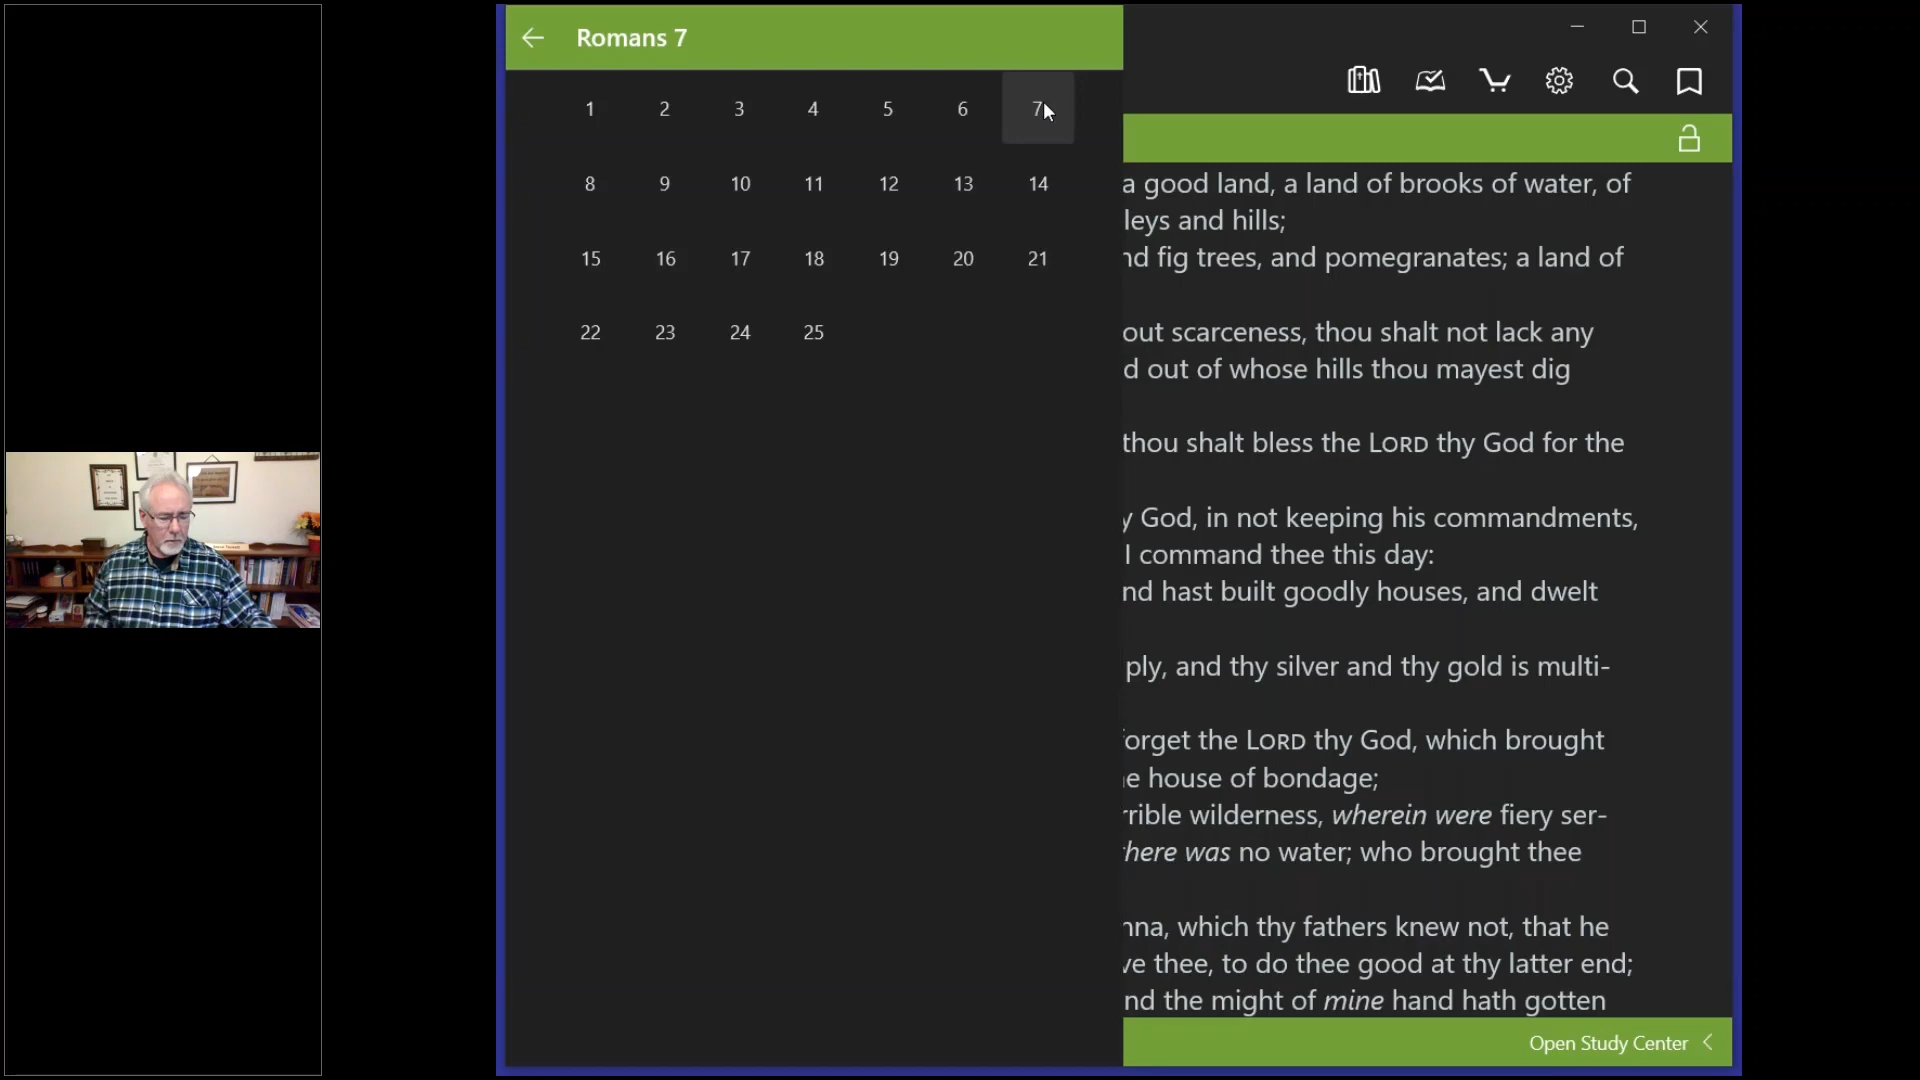 Romans 7
1 2 3 4 5 6 7
8 9 10 11 12 13 14
15 16 17 18 19 20 21
22 23 24 25
a good land, a land of brooks of water, of
leys and hills;
nd fig trees, and pomegranates; a land of
out scarceness, thou shalt not lack any
d out of whose hills thou mayest dig
thou shalt bless the LORD thy God for the
y God, in not keeping his commandments,
I command thee this day:
nd hast built goodly houses, and dwelt
ply, and thy silver and thy gold is multi-
forget the LORD thy God, which brought
e house of bondage;
rrible wilderness, wherein were fiery ser-
there was no water; who brought thee
nna, which thy fathers knew not, that he
ve thee, to do thee good at thy latter end;
nd the might of mine hand hath gotten
Open Study Center